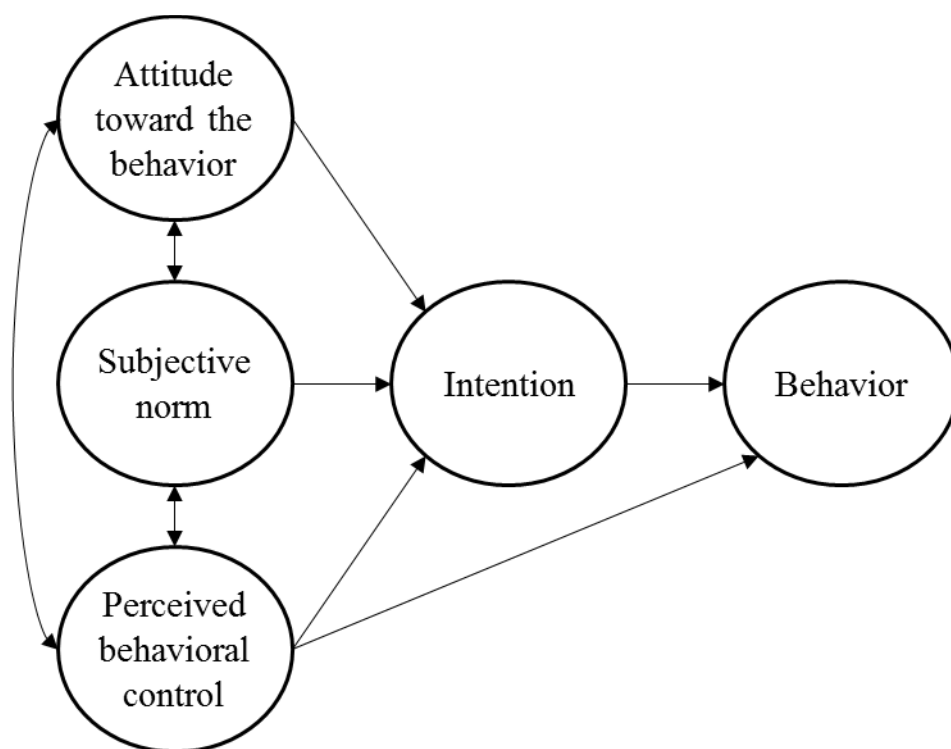 Attitude
toward the
behavior
Subjective
norm
Intention
Behavior
Perceived
behavioral
control